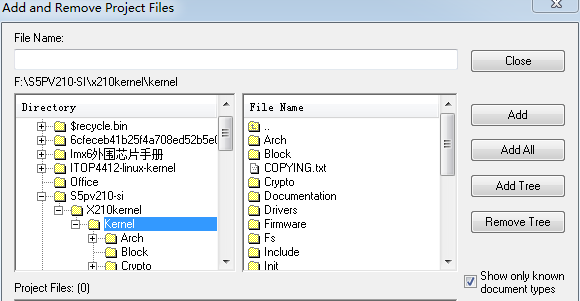 Add and Remove Project Files
File Name:
Close
F:\S5PV210-SI\x210kernel\kernel
Directory
File Name
$recycle.bin
6cfeceb41b25f4a708ed52b5e0
Imx6外围芯片手册
ITOP4412-linux-kernel
Office
S5pv210-si
X210kernel
Kernel
Arch
Block
Crypto
..
Arch
Block
COPYING.txt
Crypto
Documentation
Drivers
Firmware
Fs
Include
Init
Add
Add All
Add Tree
Remove Tree
Show only known
document types
Project Files: (0)